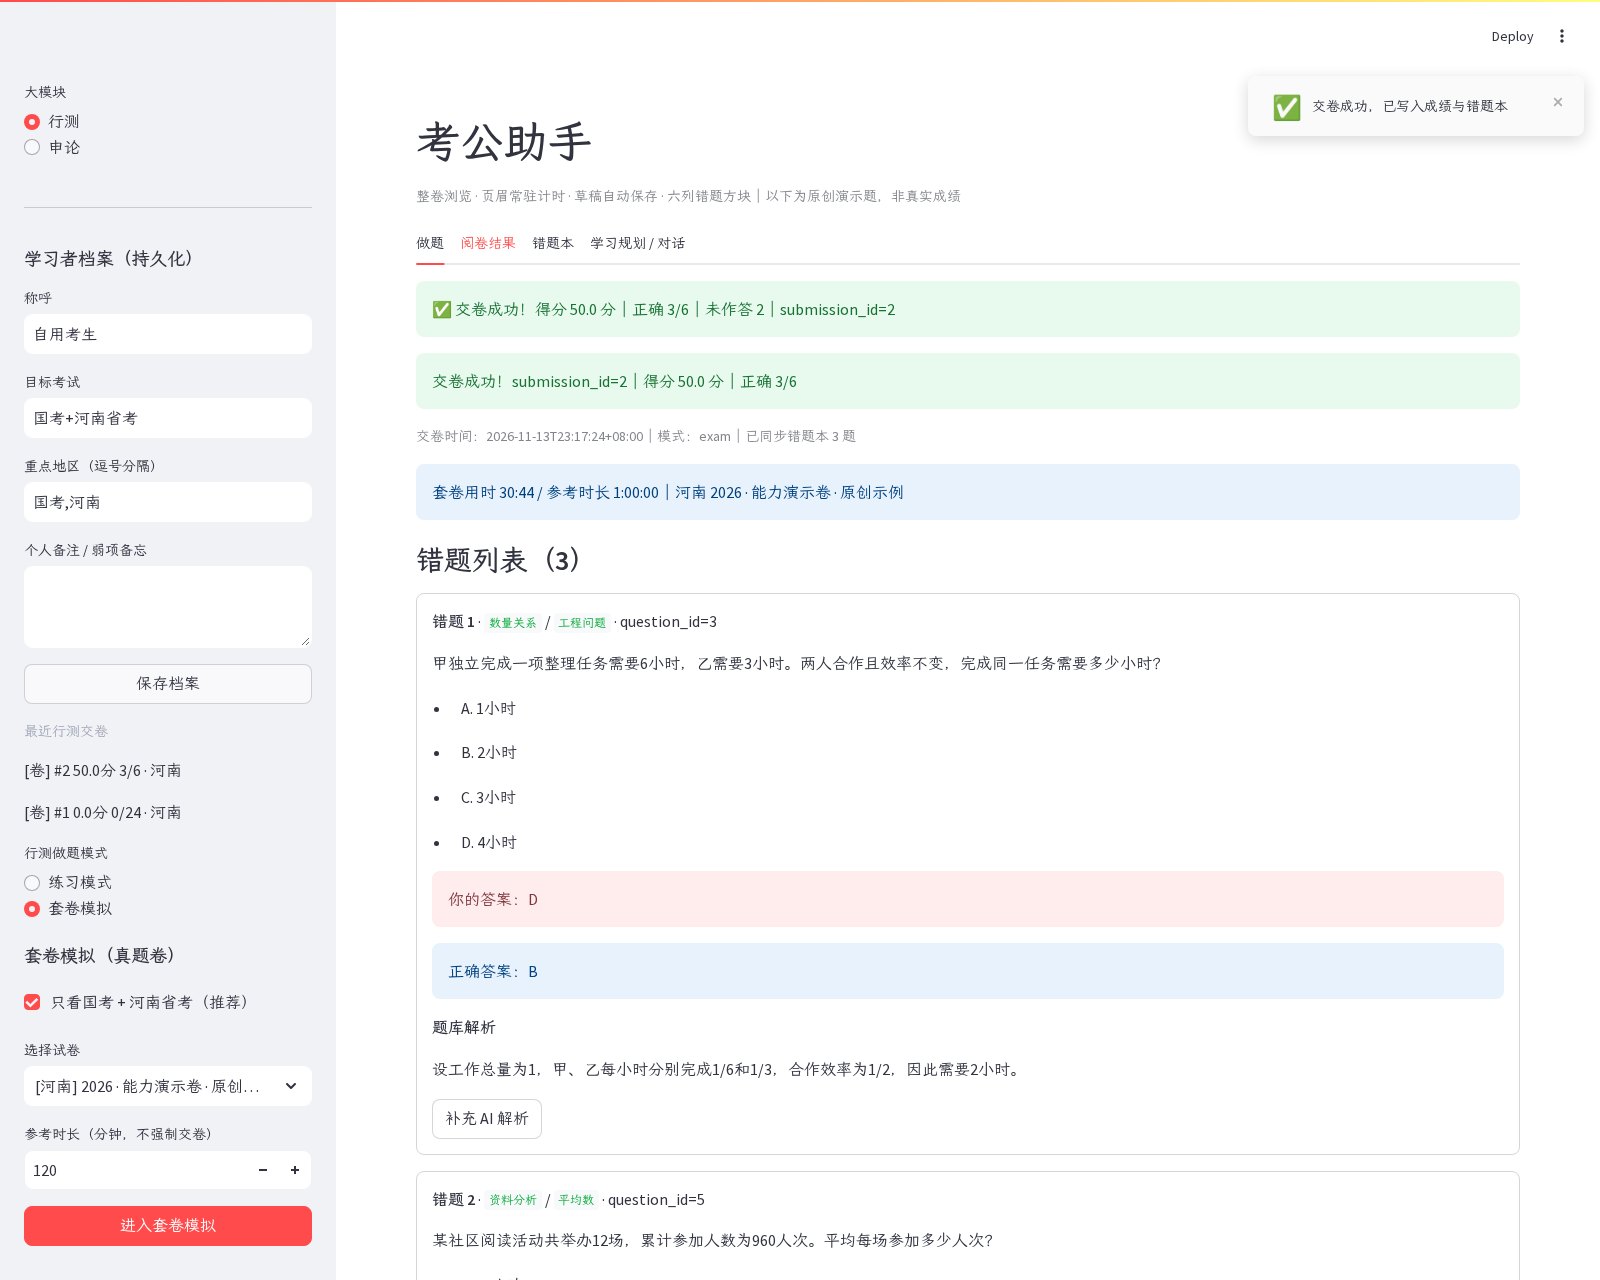 Deploy
交卷成功，已写入成绩与错题本
大模块
行测
申论
学习者档案（持久化）
称呼
自用考生
目标考试
国考+河南省考
重点地区（逗号分隔）
国考,河南
个人备注 / 弱项备忘
保存档案
最近行测交卷
[卷] #2 50.0分 3/6 · 河南
[卷] #1 0.0分 0/24 · 河南
行测做题模式
练习模式
套卷模拟
套卷模拟（真题卷）
只看国考 + 河南省考（推荐）
选择试卷
[河南] 2026 · 能力演示卷 · 原创...
参考时长（分钟，不强制交卷）
120
进入套卷模拟
考公助手
整卷浏览 · 页眉常驻计时 · 草稿自动保存 · 六列错题方块｜以下为原创演示题，非真实成绩
做题 阅卷结果 错题本 学习规划 / 对话
✅ 交卷成功！得分 50.0 分｜正确 3/6｜未作答 2｜submission_id=2
交卷成功！submission_id=2｜得分 50.0 分｜正确 3/6
交卷时间：2026-11-13T23:17:24+08:00｜模式：exam｜已同步错题本 3 题
套卷用时 30:44 / 参考时长 1:00:00｜河南 2026 · 能力演示卷 · 原创示例
错题列表（3）
错题 1 · 数量关系 / 工程问题 · question_id=3
甲独立完成一项整理任务需要6小时，乙需要3小时。两人合作且效率不变，完成同一任务需要多少小时？
A. 1小时
B. 2小时
C. 3小时
D. 4小时
你的答案：D
正确答案：B
题库解析
设工作总量为1，甲、乙每小时分别完成1/6和1/3，合作效率为1/2，因此需要2小时。
补充 AI 解析
错题 2 · 资料分析 / 平均数 · question_id=5
某社区阅读活动共举办12场，累计参加人数为960人次。平均每场参加多少人次？